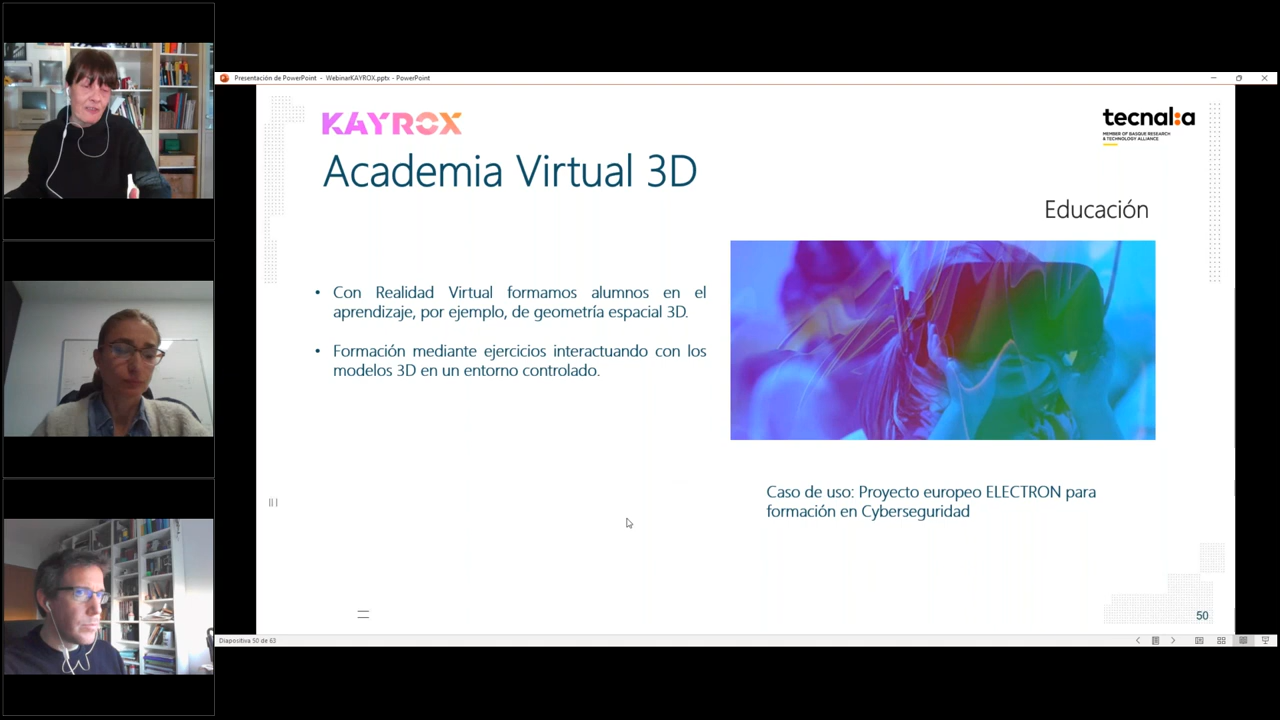 Presentación de PowerPoint - WebinarKAYROX.pptx - PowerPoint
KAYROX
tecnal:a
MEMBER OF BASQUE RESEARCH
& TECHNOLOGY ALLIANCE
Academia Virtual 3D
Educación
• Con Realidad Virtual formamos alumnos en el
aprendizaje, por ejemplo, de geometría espacial 3D.
• Formación mediante ejercicios interactuando con los
modelos 3D en un entorno controlado.
Caso de uso: Proyecto europeo ELECTRON para
formación en Cyberseguridad
50
Diapositiva 50 de 63